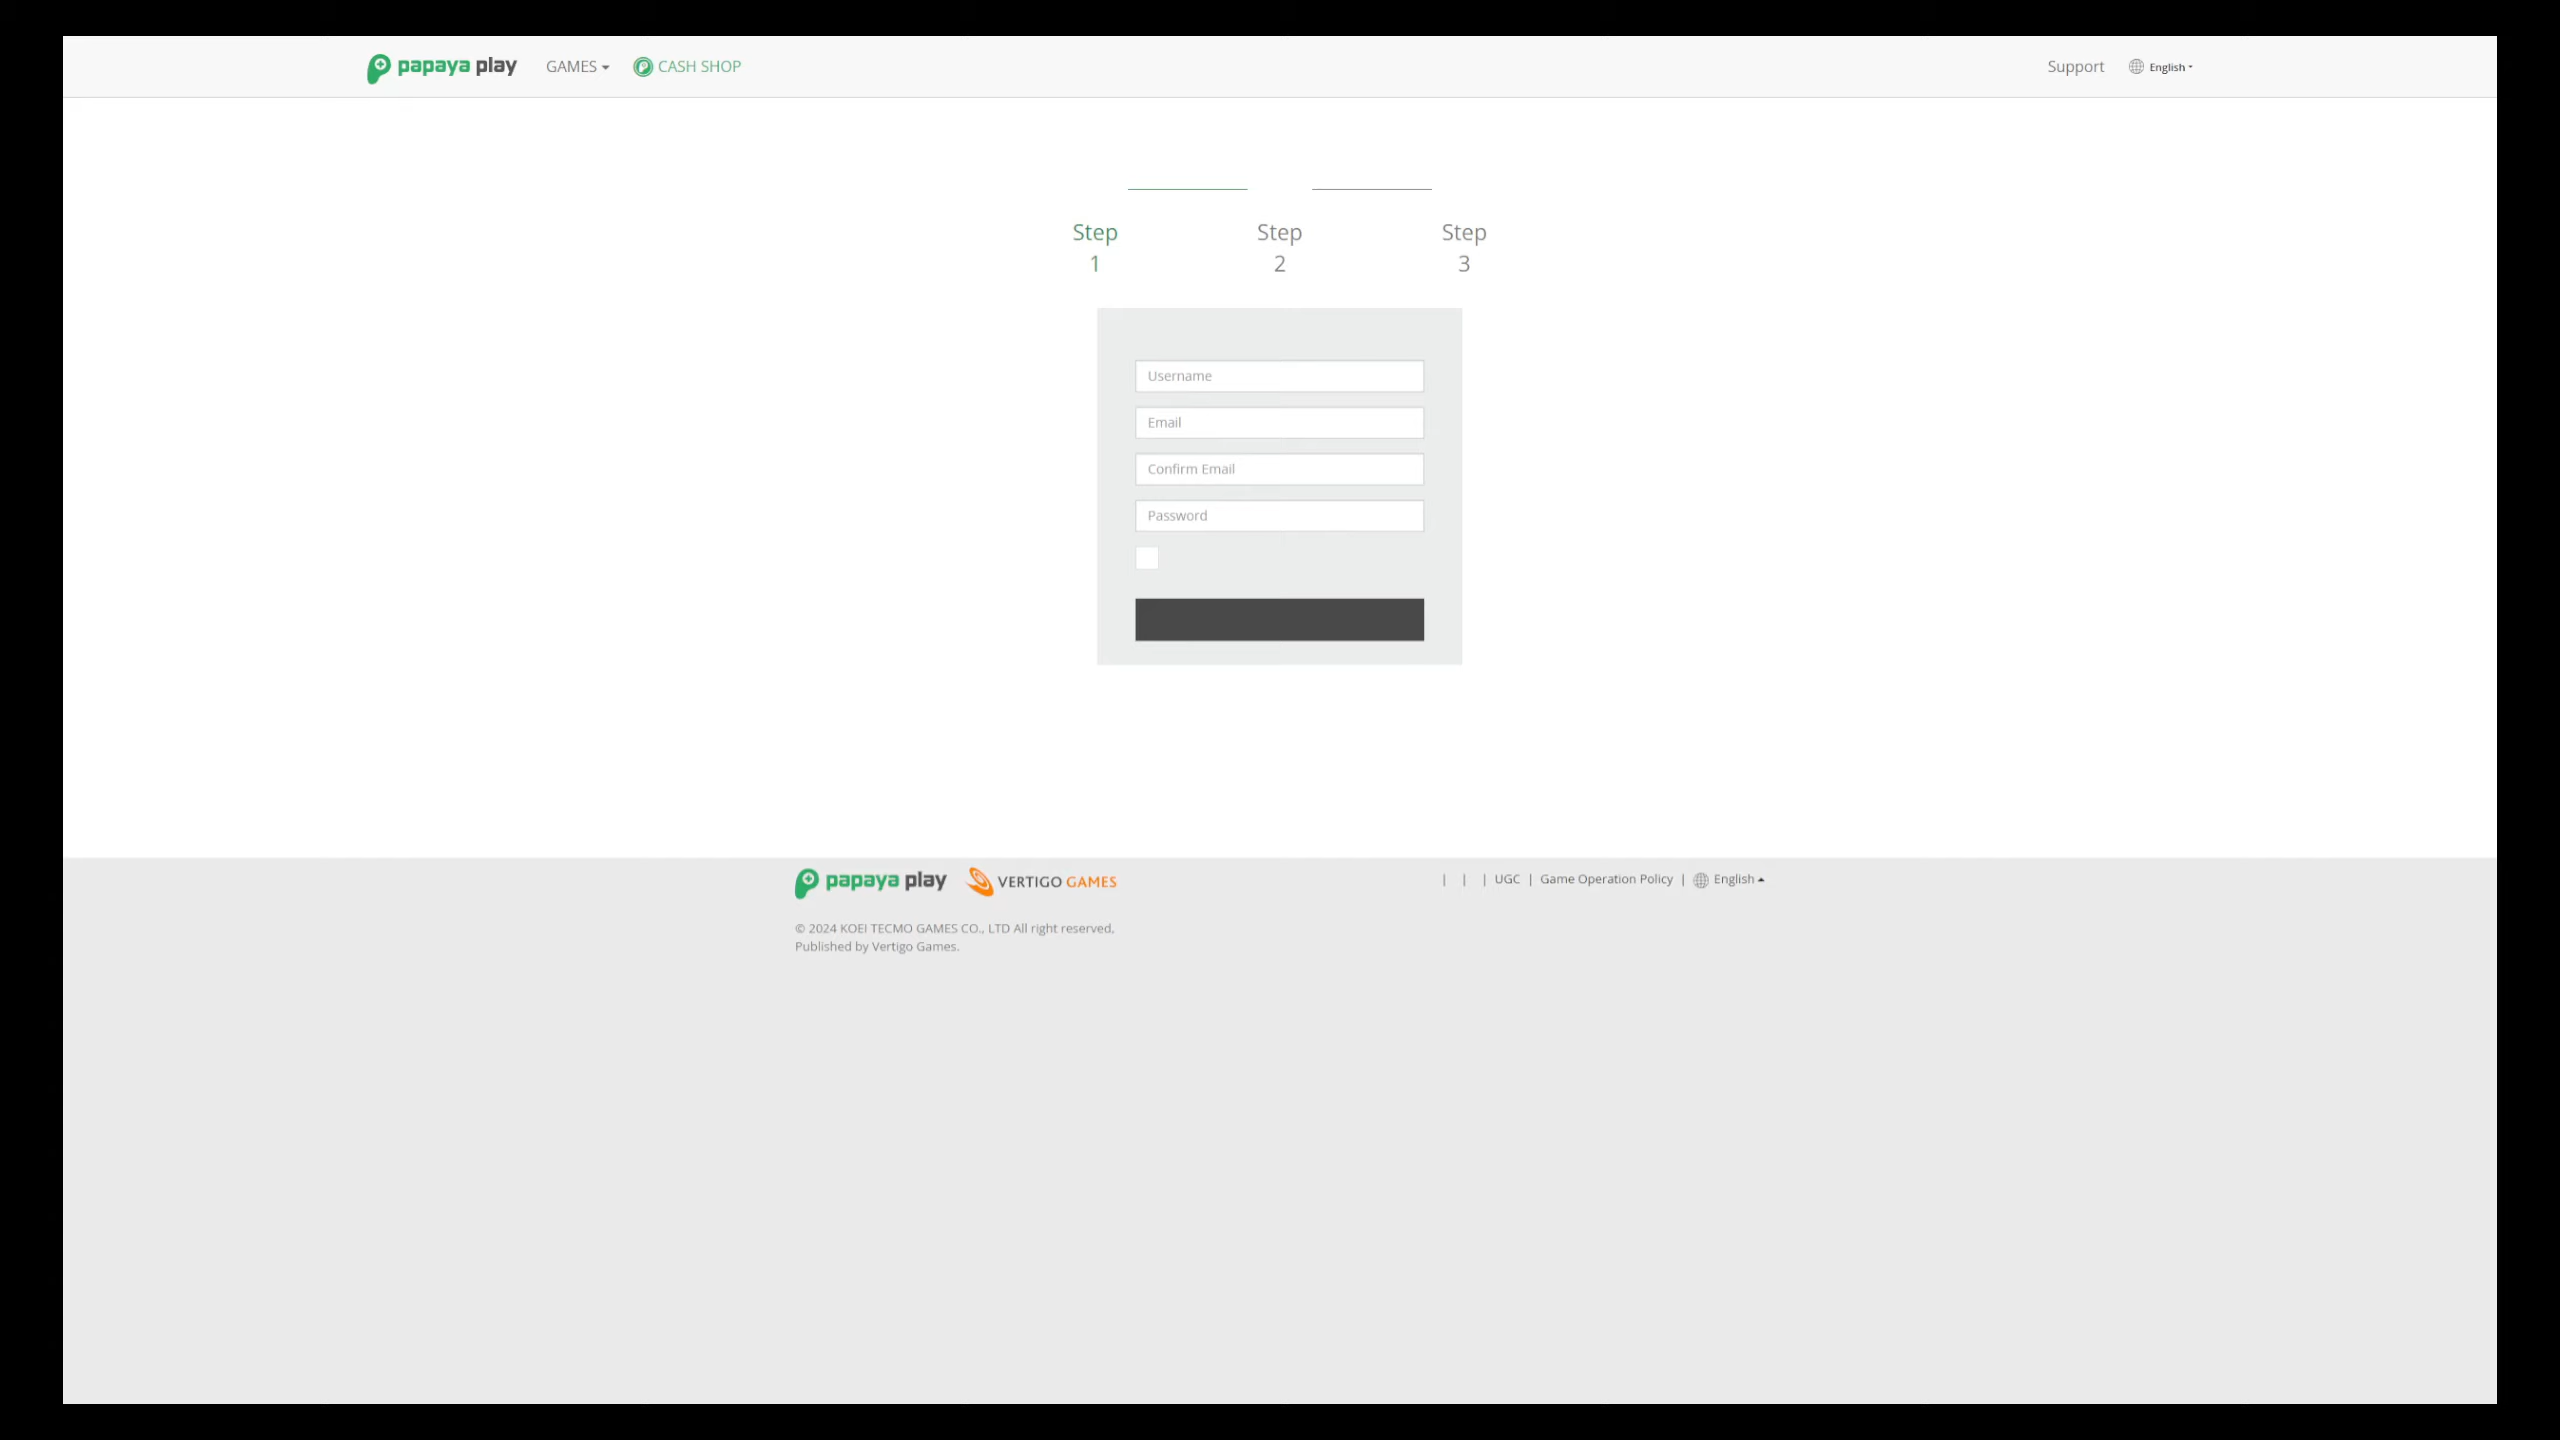 papaya play GAMES CASH SHOP Support English
Step Step Step
1 2 3
Username
Email
Confirm Email
Password
papaya play VERTIGO GAMES | | | UGC | Game Operation Policy | English
© 2024 KOEI TECMO GAMES CO., LTD All right reserved,
Published by Vertigo Games.